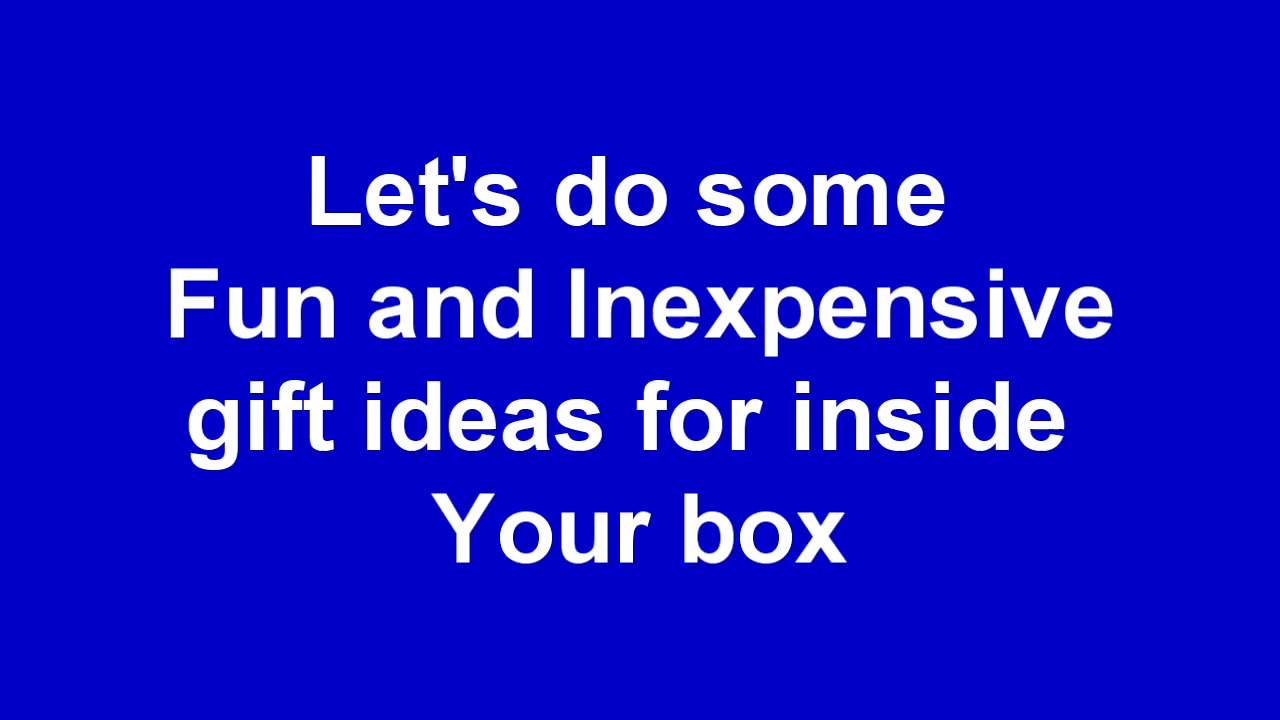 Let's do some
Fun and Inexpensive
gift ideas for inside
Your box